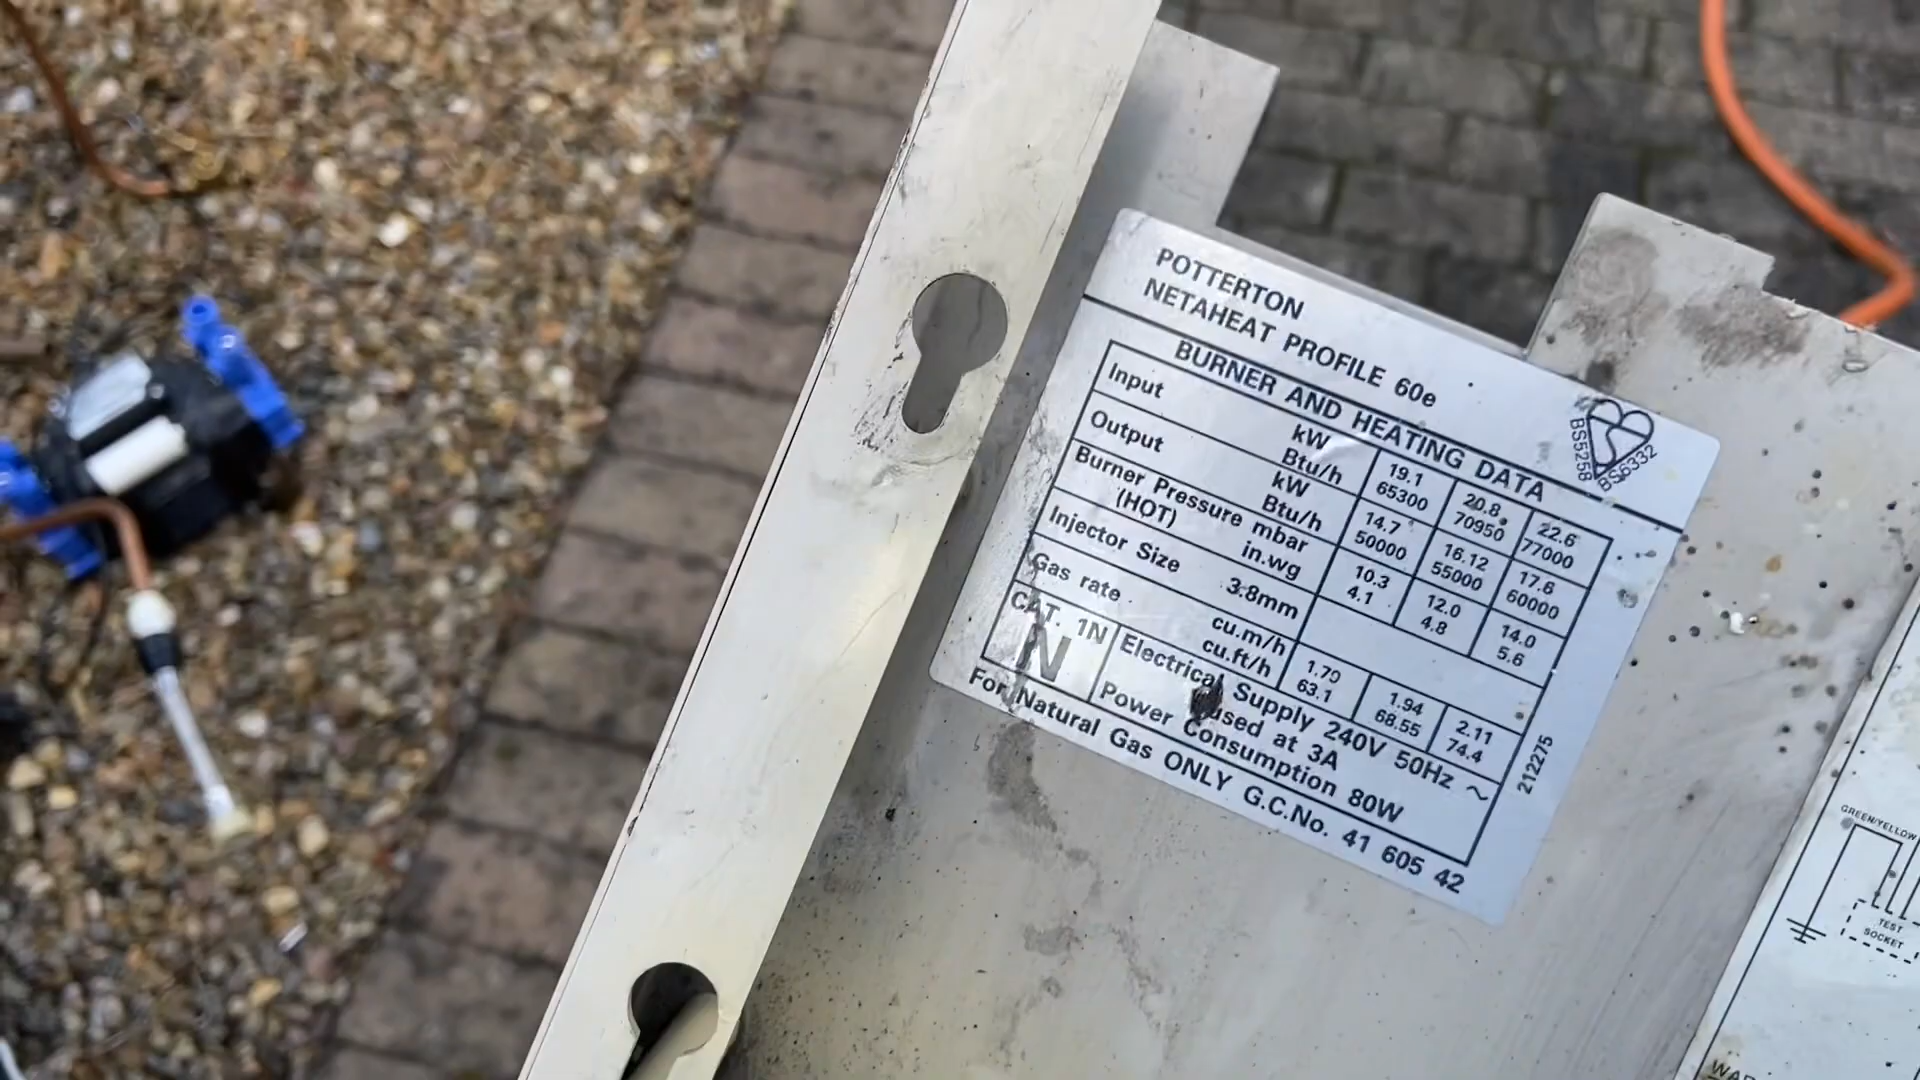 POTTERTON
NETAHEAT PROFILE 60e
BS5258
BS6332
BURNER AND HEATING DATA
Input kW 19.1 20.8 22.6
Btu/h 65300 70950 77000
Output kW 14.7 16.12 17.6
Btu/h 50000 55000 60000
Burner Pressure mbar 10.3 12.0 14.0
(HOT) in.wg 4.1 4.8 5.6
Injector Size 3.8mm
Gas rate cu.m/h 1.79 1.94 2.11
cu.ft/h 63.1 68.55 74.4
CAT. 1N
N
Electrical Supply 240V 50Hz ~
fused at 3A
Power Consumption 80W
For Natural Gas ONLY G.C.No. 41 605 42
212275
GREEN/YELLOW
TEST
SOCKET